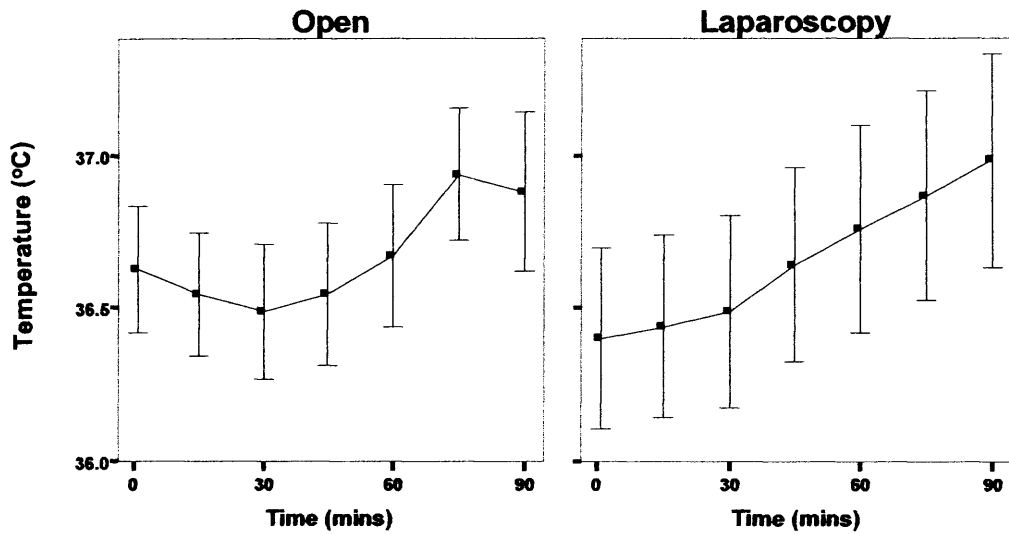 Open
Laparoscopy
Temperature (ºC)
37.0
36.5
36.0
0 30 60 90
0 30 60 90
Time (mins)
Time (mins)